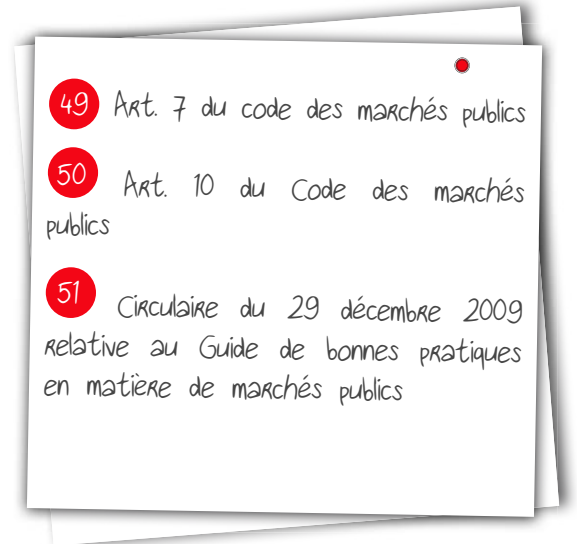 49 Art. 7 du code des marchés publics
50 Art. 10 du Code des marchés
publics
51 Circulaire du 29 décembre 2009
relative au Guide de bonnes pratiques
en matière de marchés publics